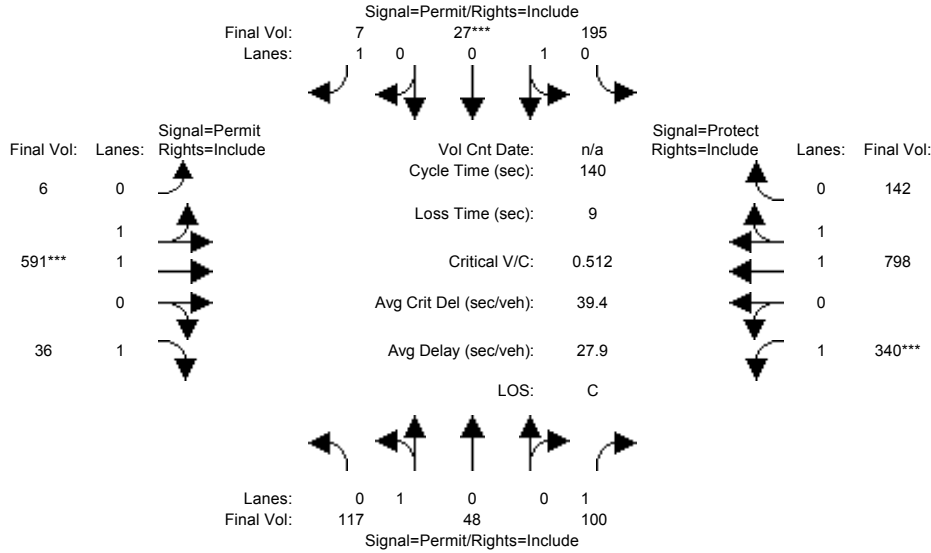 Signal=Permit/Rights=Include
Final Vol: 7 27*** 195
Lanes: 1 0 0 1 0
Signal=Permit
Final Vol: Lanes: Rights=Include
Vol Cnt Date: n/a
Signal=Protect
Rights=Include Lanes: Final Vol:
Cycle Time (sec): 140
6 0
0 142
Loss Time (sec): 9
1
1
591*** 1
Critical V/C: 0.512
1 798
0
Avg Crit Del (sec/veh): 39.4
0
36 1
Avg Delay (sec/veh): 27.9
1 340***
LOS: C
Lanes: 0 1 0 0 1
Final Vol: 117 48 100
Signal=Permit/Rights=Include